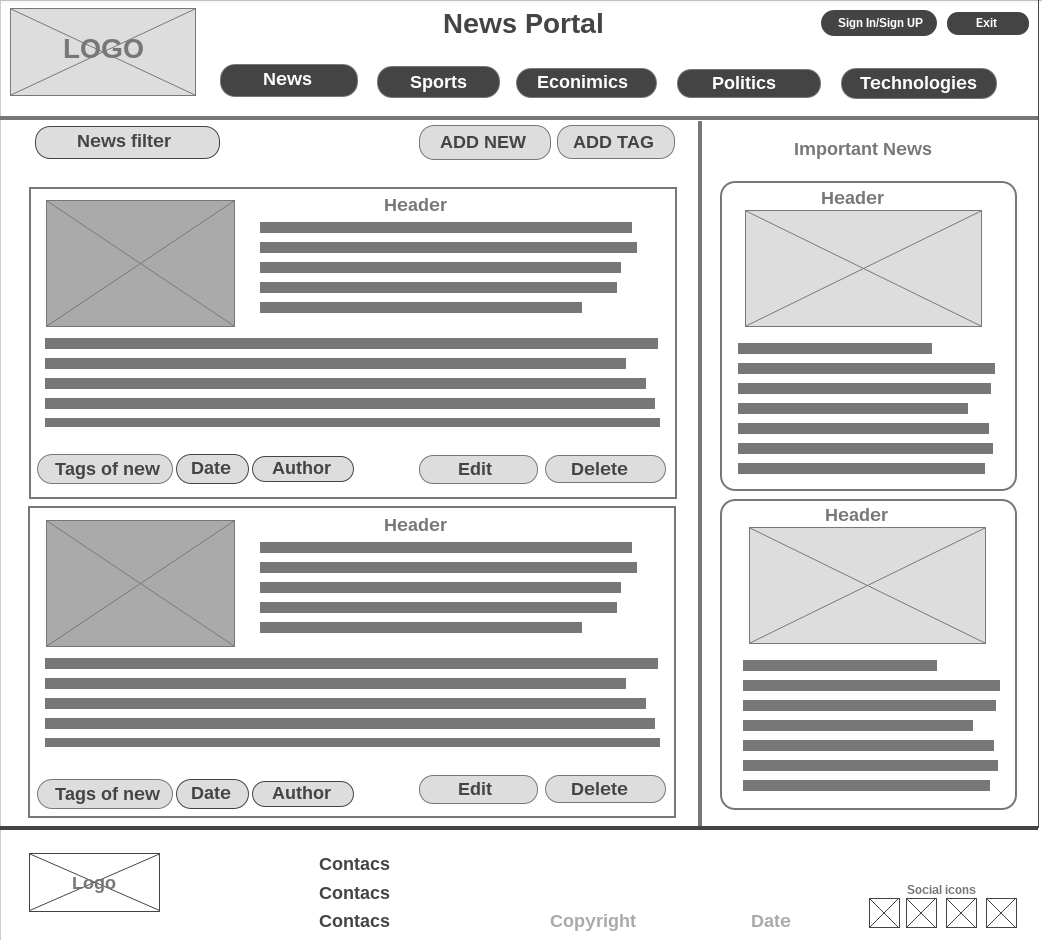 LOGO
News Portal
Sign In/Sign UP
Exit
News
Sports
Econimics
Politics
Technologies
News filter
ADD NEW
ADD TAG
Important News
Header
Tags of new
Date
Author
Edit
Delete
Header
Tags of new
Date
Author
Edit
Delete
Header
Header
Logo
Contacs
Contacs
Contacs
Copyright
Date
Social icons